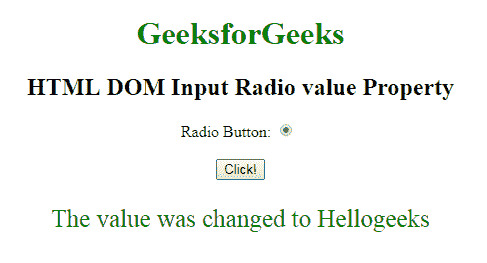 GeeksforGeeks
HTML DOM Input Radio value Property
Radio Button:
Click!
The value was changed to Hellogeeks